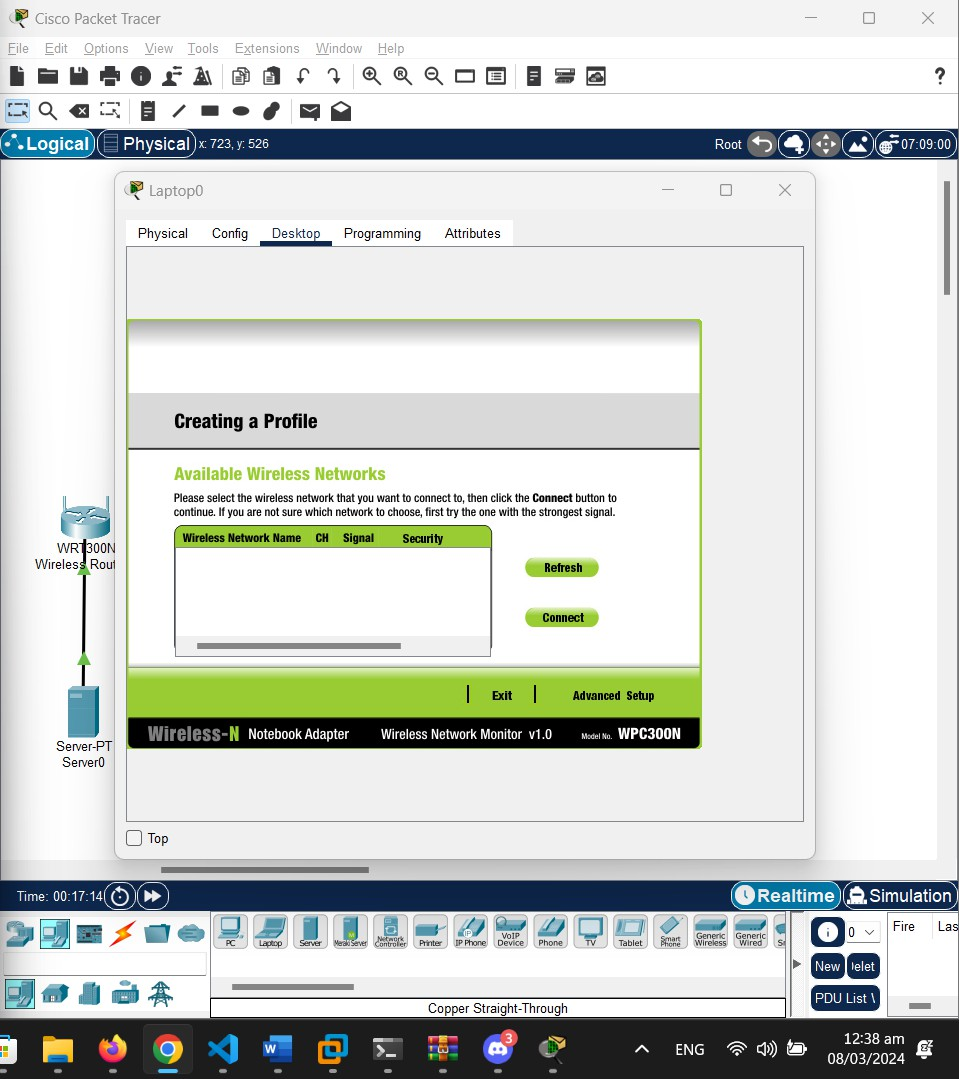 Cisco Packet Tracer
File Edit Options View Tools Extensions Window Help
?
Logical Physical x: 723, y: 526 Root 07:09:00
Laptop0
Physical Config Desktop Programming Attributes
Creating a Profile
Available Wireless Networks
Please select the wireless network that you want to connect to, then click the Connect button to
continue. If you are not sure which network to choose, first try the one with the strongest signal.
Wireless Network Name CH Signal Security
Refresh
Connect
Exit Advanced Setup
Wireless-N Notebook Adapter Wireless Network Monitor v1.0 Model No. WPC300N
WRT300N
Wireless Rout
Server-PT
Server0
Top
Time: 00:17:14 Realtime Simulation
PC Laptop Server Meraki Server Network Controller Printer IP Phone VoIP Device Phone TV Tablet Smart Phone Generic Wireless Generic Wired
0 Fire Las
New elet
PDU List
Copper Straight-Through
3
ENG
12:38 am
08/03/2024